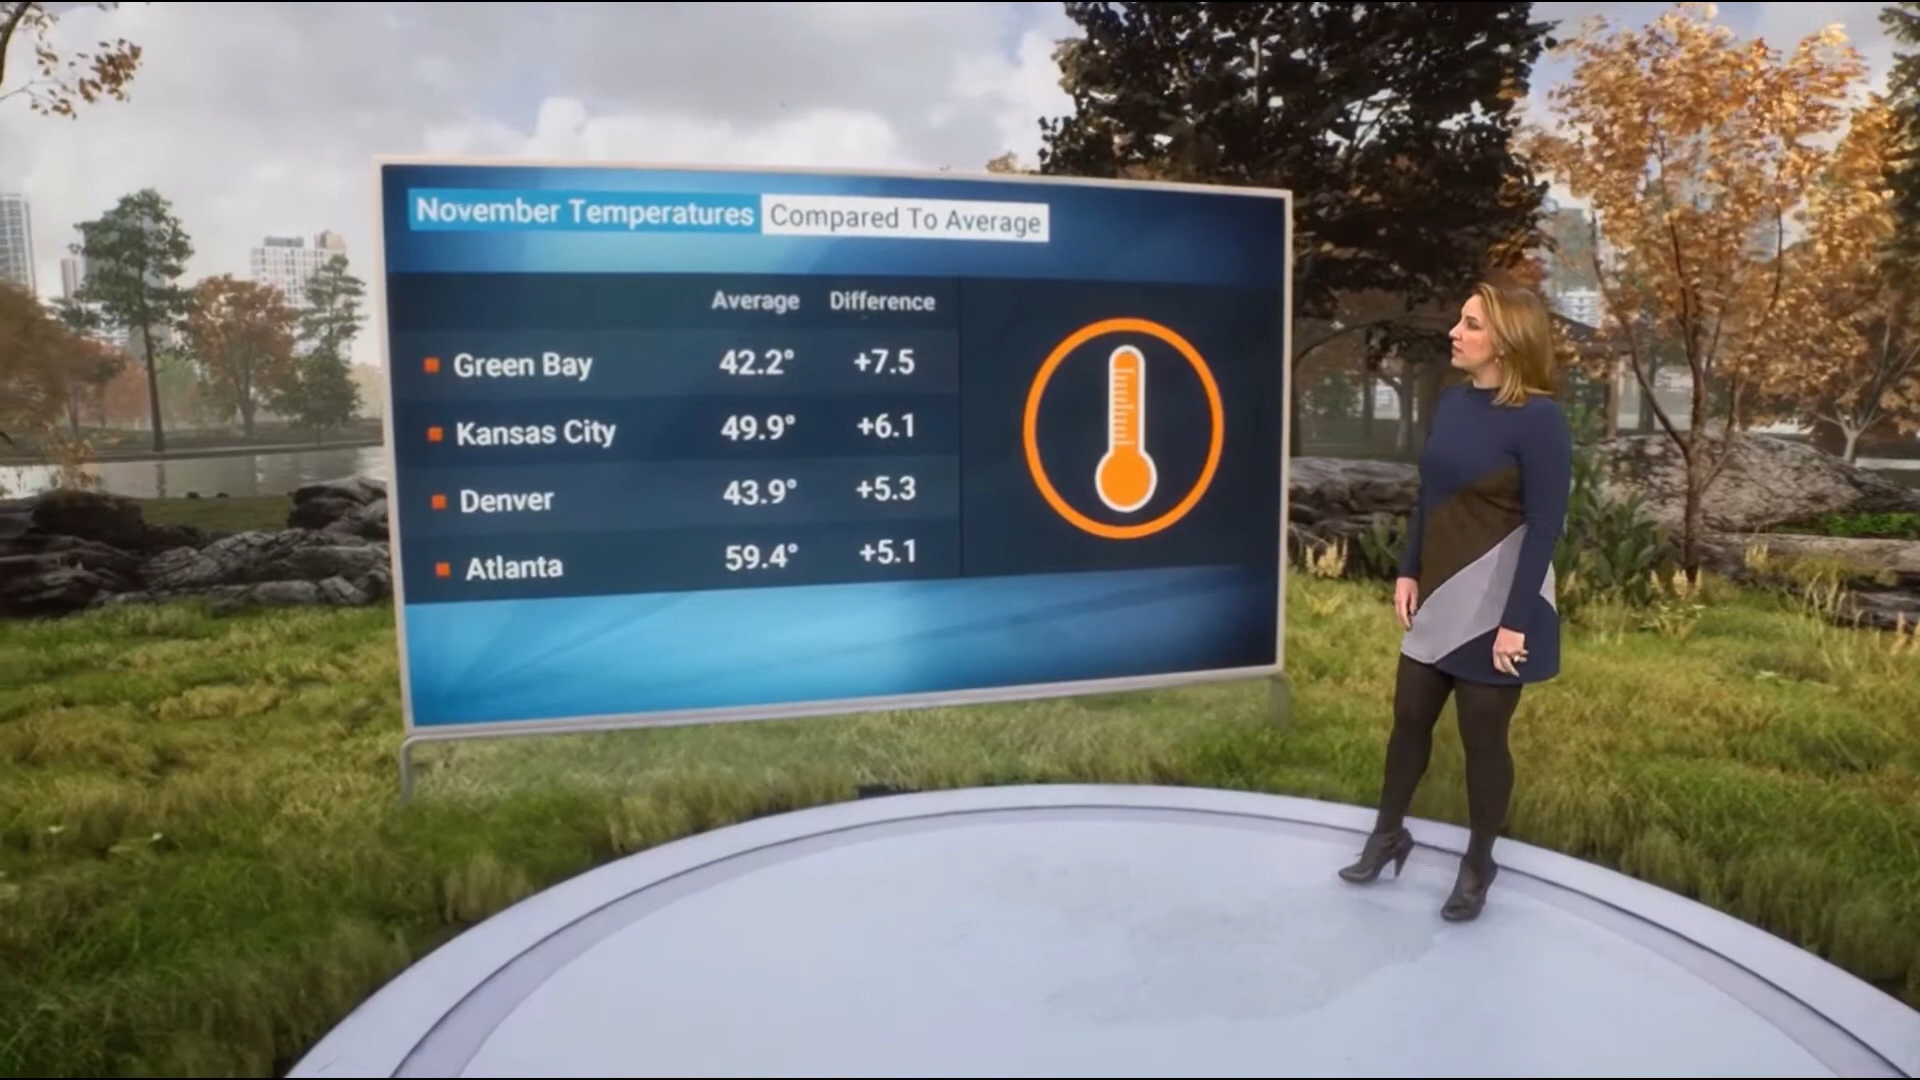 November Temperatures Compared To Average
Average Difference
Green Bay 42.2° +7.5
Kansas City 49.9° +6.1
Denver 43.9° +5.3
Atlanta 59.4° +5.1